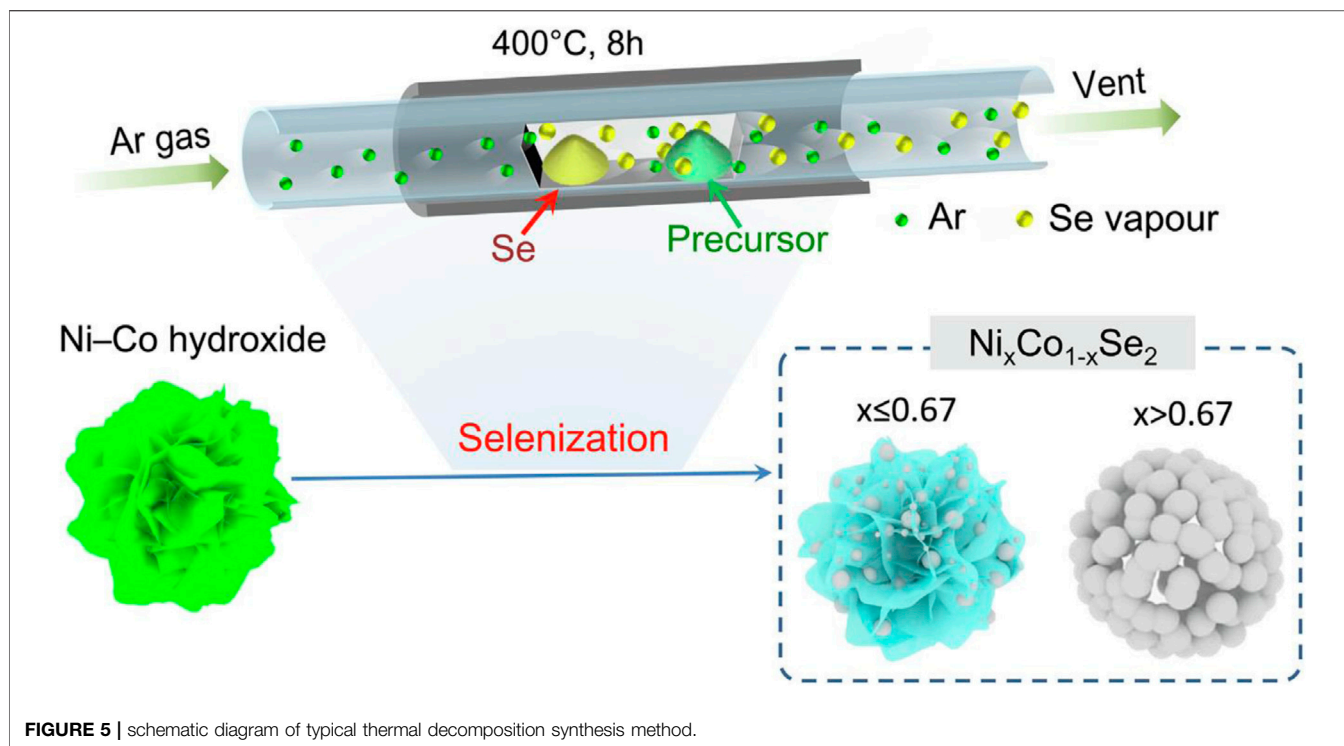 400°C, 8h
Vent
Ar gas
Ar
Se vapour
Se
Precursor
Ni–Co hydroxide
NiₓCo₁₋ₓSe₂
x≤0.67
x>0.67
Selenization
FIGURE 5 | schematic diagram of typical thermal decomposition synthesis method.